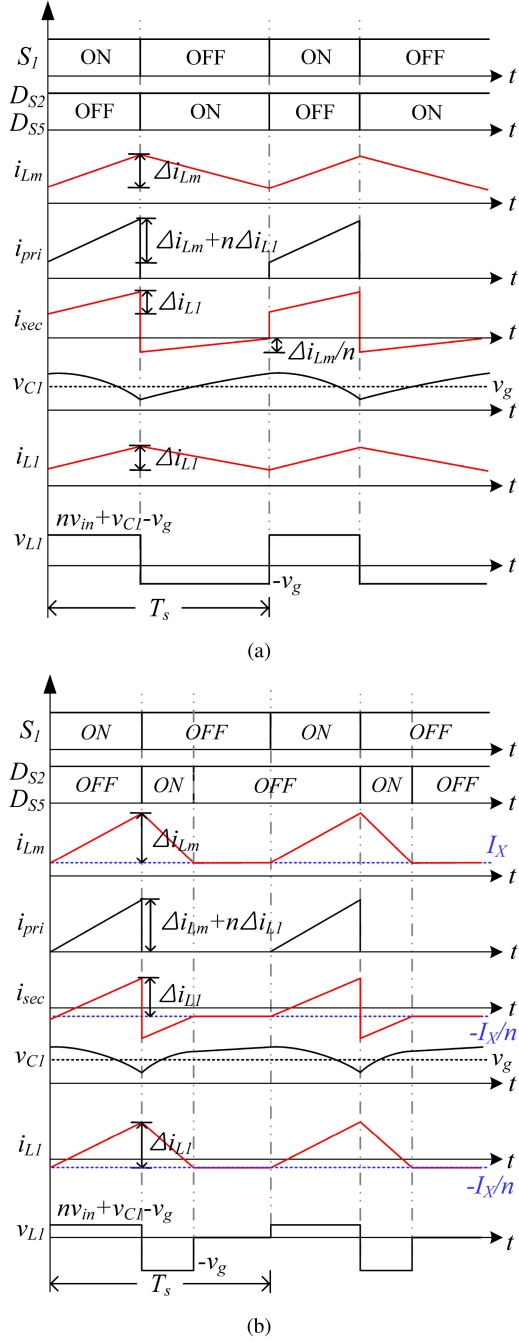 S1 ON OFF ON OFF t
DS2
DS5 OFF ON OFF ON t
iLm ΔiLm t
ipri ΔiLm+nΔiL1 t
isec ΔiL1 t
ΔiLm/n
vC1 vg
t
iL1 ΔiL1 t
nvin+vC1-vg
vL1 t
-vg
Ts
(a)
S1 ON OFF ON OFF t
DS2
DS5 OFF ON OFF ON OFF t
iLm ΔiLm IX
t
ipri ΔiLm+nΔiL1 t
isec ΔiL1 t
-IX/n
vC1 vg
t
iL1 ΔiL1 t
-IX/n
nvin+vC1-vg
vL1 t
-vg
Ts
(b)